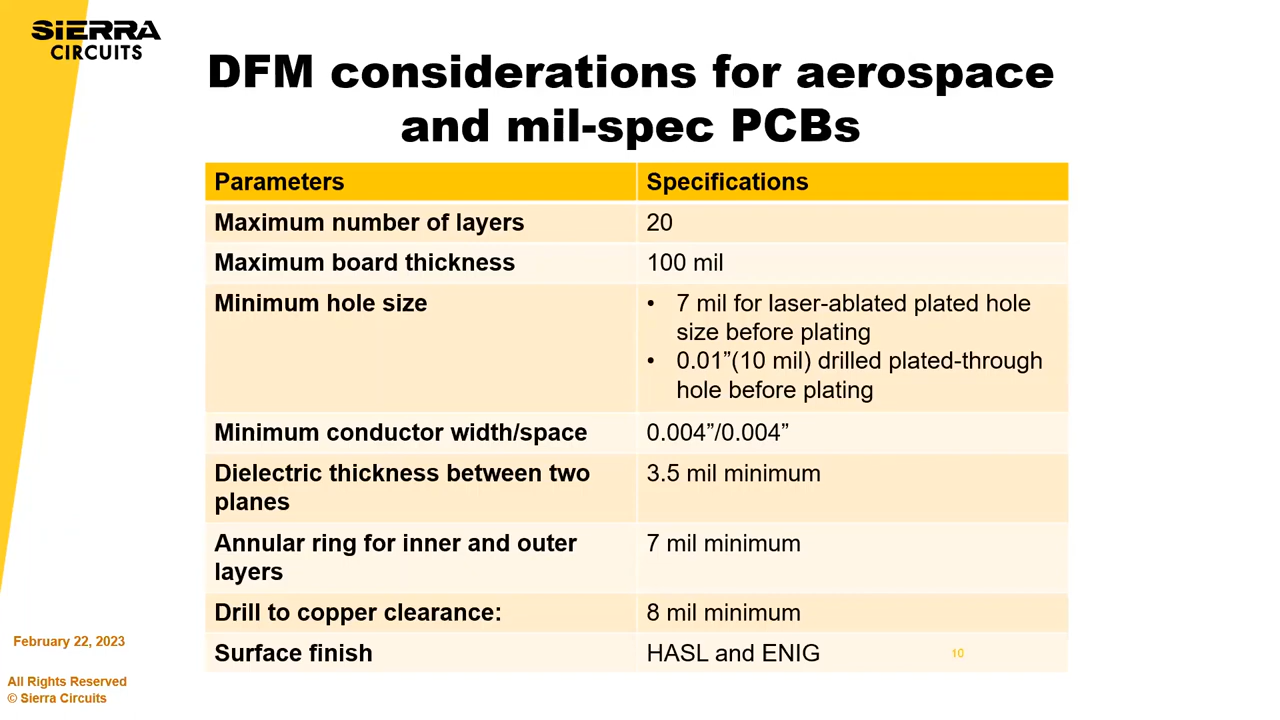 SIERRA
CIRCUITS
DFM considerations for aerospace
and mil-spec PCBs
Parameters
Specifications
Maximum number of layers
20
Maximum board thickness
100 mil
Minimum hole size
• 7 mil for laser-ablated plated hole
size before plating
• 0.01”(10 mil) drilled plated-through
hole before plating
Minimum conductor width/space
0.004”/0.004”
Dielectric thickness between two
planes
3.5 mil minimum
Annular ring for inner and outer
layers
7 mil minimum
Drill to copper clearance:
8 mil minimum
Surface finish
HASL and ENIG
10
February 22, 2023
All Rights Reserved
© Sierra Circuits